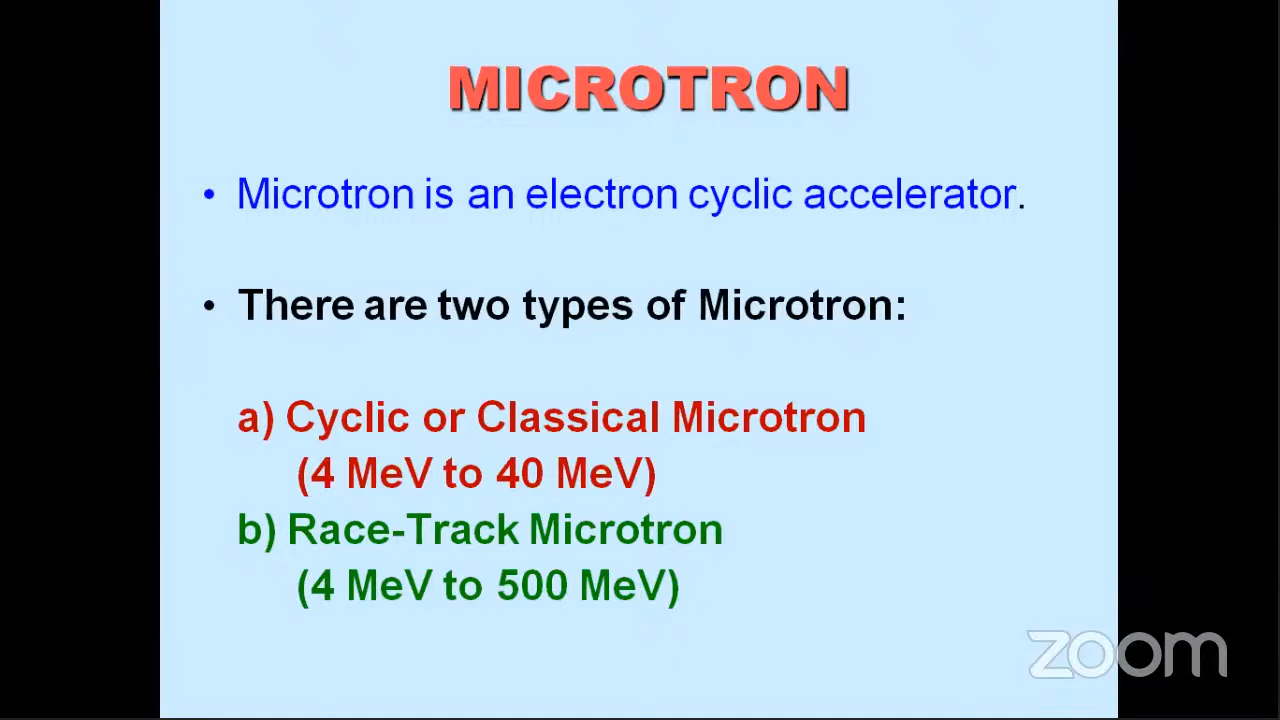 MICROTRON
• Microtron is an electron cyclic accelerator.
• There are two types of Microtron:
a) Cyclic or Classical Microtron
(4 MeV to 40 MeV)
b) Race-Track Microtron
(4 MeV to 500 MeV)
zoom